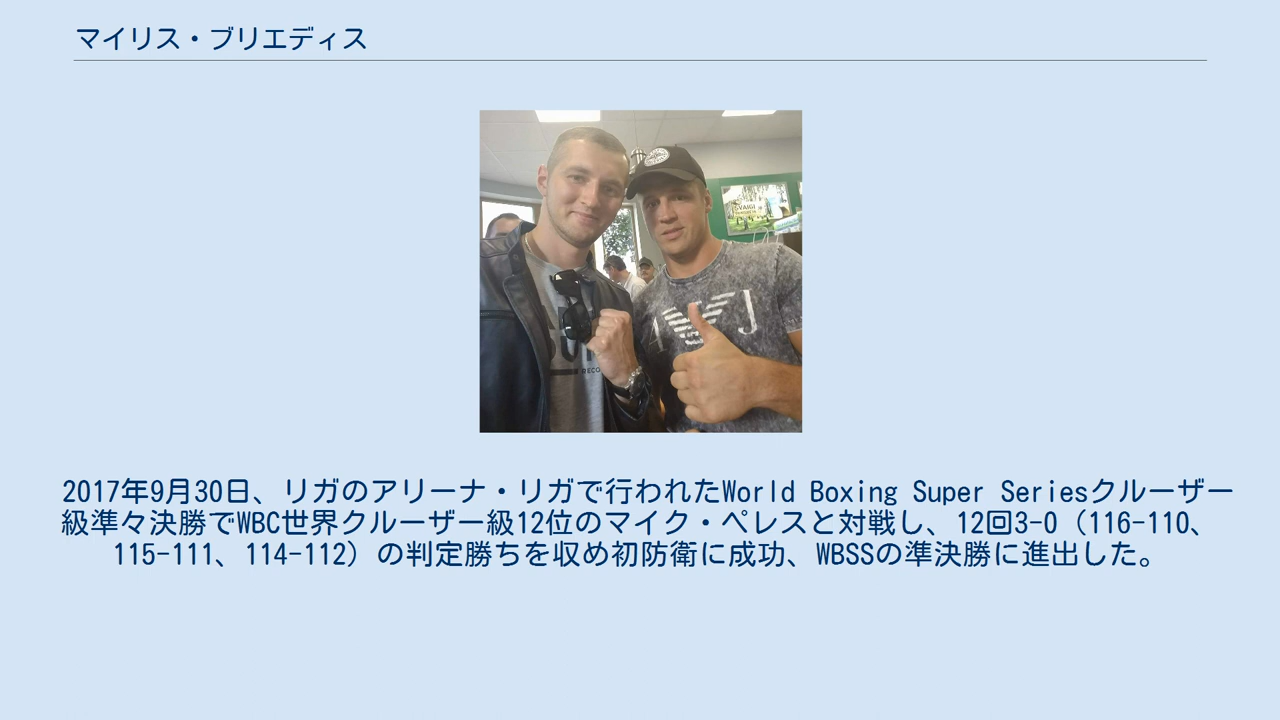 マイリス・ブリエディス
SVAIGI
A J
RECO
2017年9月30日、リガのアリーナ・リガで行われたWorld Boxing Super Seriesクルーザー
級準々決勝でWBC世界クルーザー級12位のマイク・ペレスと対戦し、12回3-0（116-110、
115-111、114-112）の判定勝ちを収め初防衛に成功、WBSSの準決勝に進出した。